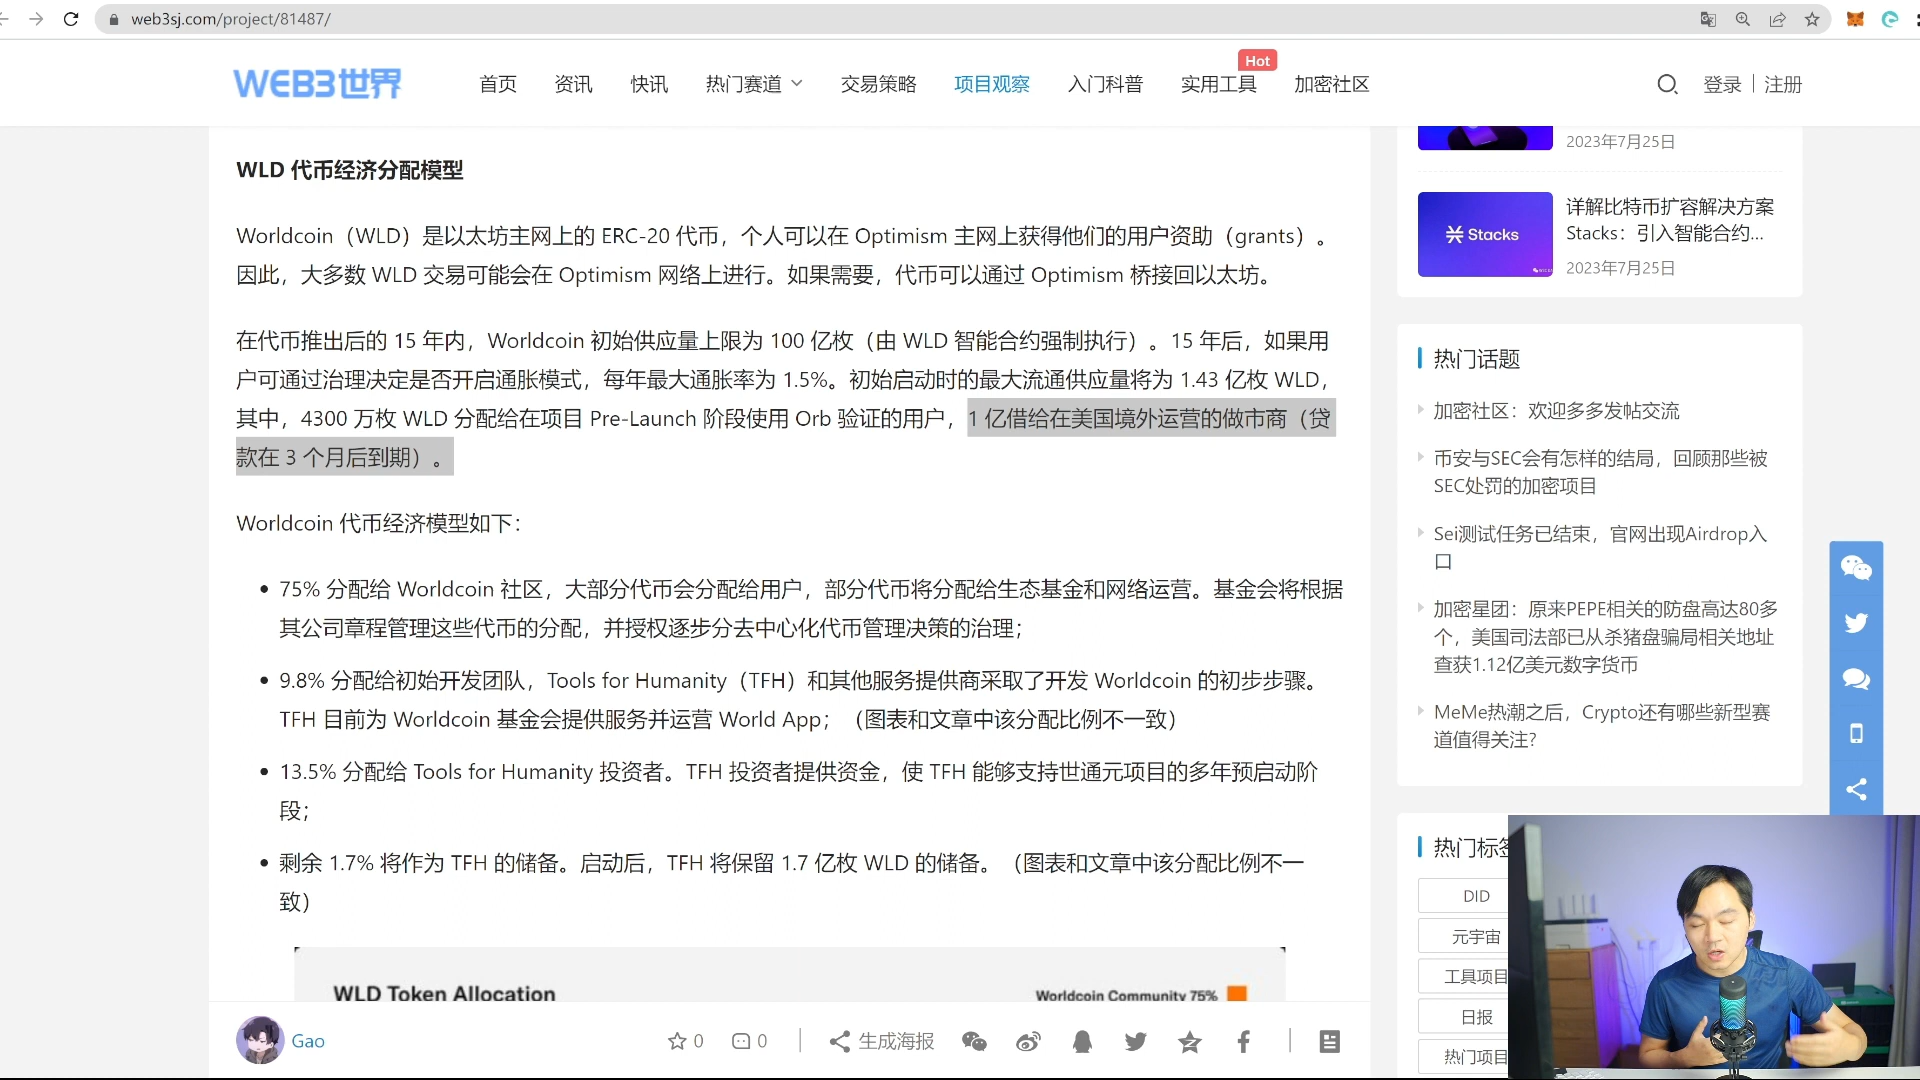 web3sj.com/project/81487/
WEB3世界
首页
资讯
快讯
热门赛道
交易策略
项目观察
入门科普
实用工具
Hot
加密社区
登录
注册
WLD 代币经济分配模型
Worldcoin（WLD）是以太坊主网上的 ERC-20 代币，个人可以在 Optimism 主网上获得他们的用户资助（grants）。
因此，大多数 WLD 交易可能会在 Optimism 网络上进行。如果需要，代币可以通过 Optimism 桥接回以太坊。
在代币推出后的 15 年内，Worldcoin 初始供应量上限为 100 亿枚（由 WLD 智能合约强制执行）。15 年后，如果用
户可通过治理决定是否开启通胀模式，每年最大通胀率为 1.5%。初始启动时的最大流通供应量将为 1.43 亿枚 WLD，
其中，4300 万枚 WLD 分配给在项目 Pre-Launch 阶段使用 Orb 验证的用户，1 亿借给在美国境外运营的做市商（贷
款在 3 个月后到期）。
Worldcoin 代币经济模型如下：
• 75% 分配给 Worldcoin 社区，大部分代币会分配给用户，部分代币将分配给生态基金和网络运营。基金会将根据
其公司章程管理这些代币的分配，并授权逐步分去中心化代币管理决策的治理；
• 9.8% 分配给初始开发团队，Tools for Humanity（TFH）和其他服务提供商采取了开发 Worldcoin 的初步步骤。
TFH 目前为 Worldcoin 基金会提供服务并运营 World App；（图表和文章中该分配比例不一致）
• 13.5% 分配给 Tools for Humanity 投资者。TFH 投资者提供资金，使 TFH 能够支持世通元项目的多年预启动阶
段；
• 剩余 1.7% 将作为 TFH 的储备。启动后，TFH 将保留 1.7 亿枚 WLD 的储备。（图表和文章中该分配比例不一
致）
WLD Token Allocation
Worldcoin Community 75%
Gao
0
0
生成海报
2023年7月25日
Stacks
详解比特币扩容解决方案
Stacks：引入智能合约...
2023年7月25日
热门话题
加密社区：欢迎多多发帖交流
币安与SEC会有怎样的结局，回顾那些被
SEC处罚的加密项目
Sei测试任务已结束，官网出现Airdrop入
口
加密星团：原来PEPE相关的防盘高达80多
个，美国司法部已从杀猪盘骗局相关地址
查获1.12亿美元数字货币
MeMe热潮之后，Crypto还有哪些新型赛
道值得关注？
热门标签
DID
元宇宙
工具项目
日报
热门项目